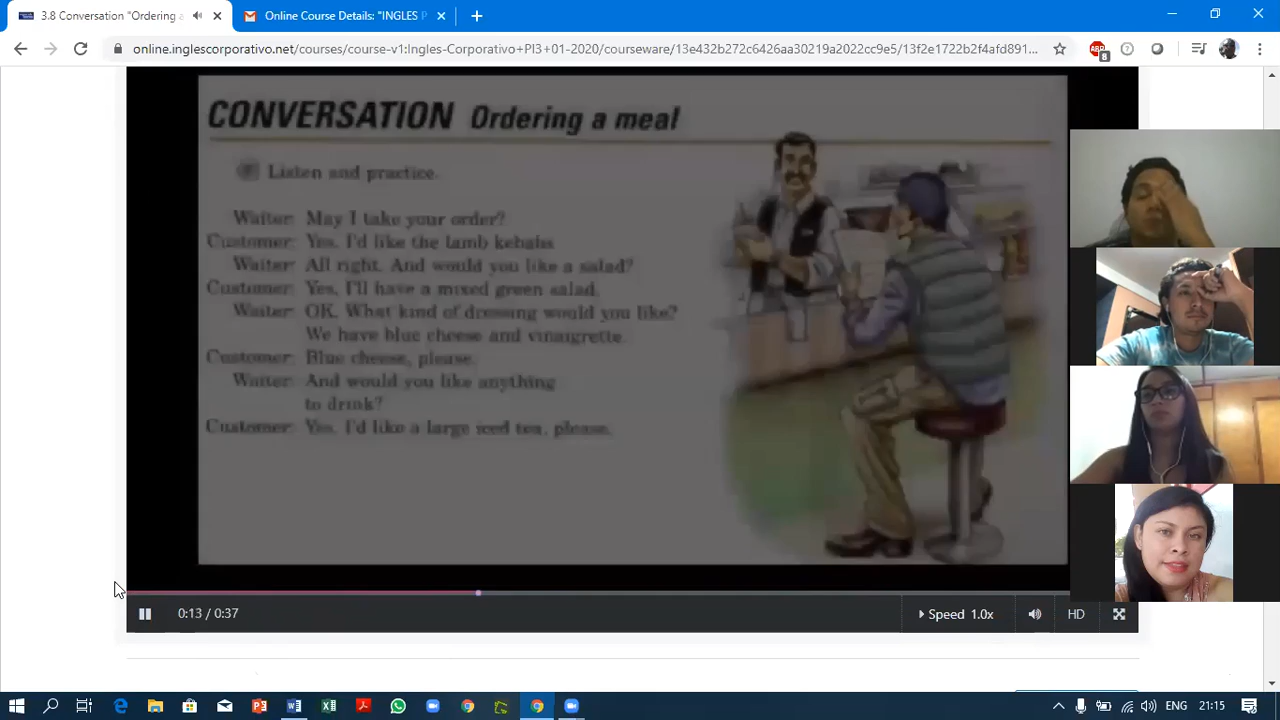 3.8 Conversation "Ordering a
Online Course Details: "INGLES P
online.inglescorporativo.net/courses/course-v1:Ingles-Corporativo+PI3+01-2020/courseware/13e432b272c6426aa30219a2022cc9e5/13f2e1722b2f4afd891...
ABP
8
CONVERSATION Ordering a meal
Listen and practice.
Waiter: May I take your order?
Customer: Yes. I'd like the lamb kebabs
Waiter: All right. And would you like a salad?
Customer: Yes, I'll have a mixed green salad.
Waiter: OK. What kind of dressing would you like?
We have blue cheese and vinaigrette.
Customer: Blue cheese, please.
Waiter: And would you like anything
to drink?
Customer: Yes. I'd like a large iced tea, please.
0:13 / 0:37
Speed 1.0x
HD
ENG
21:15